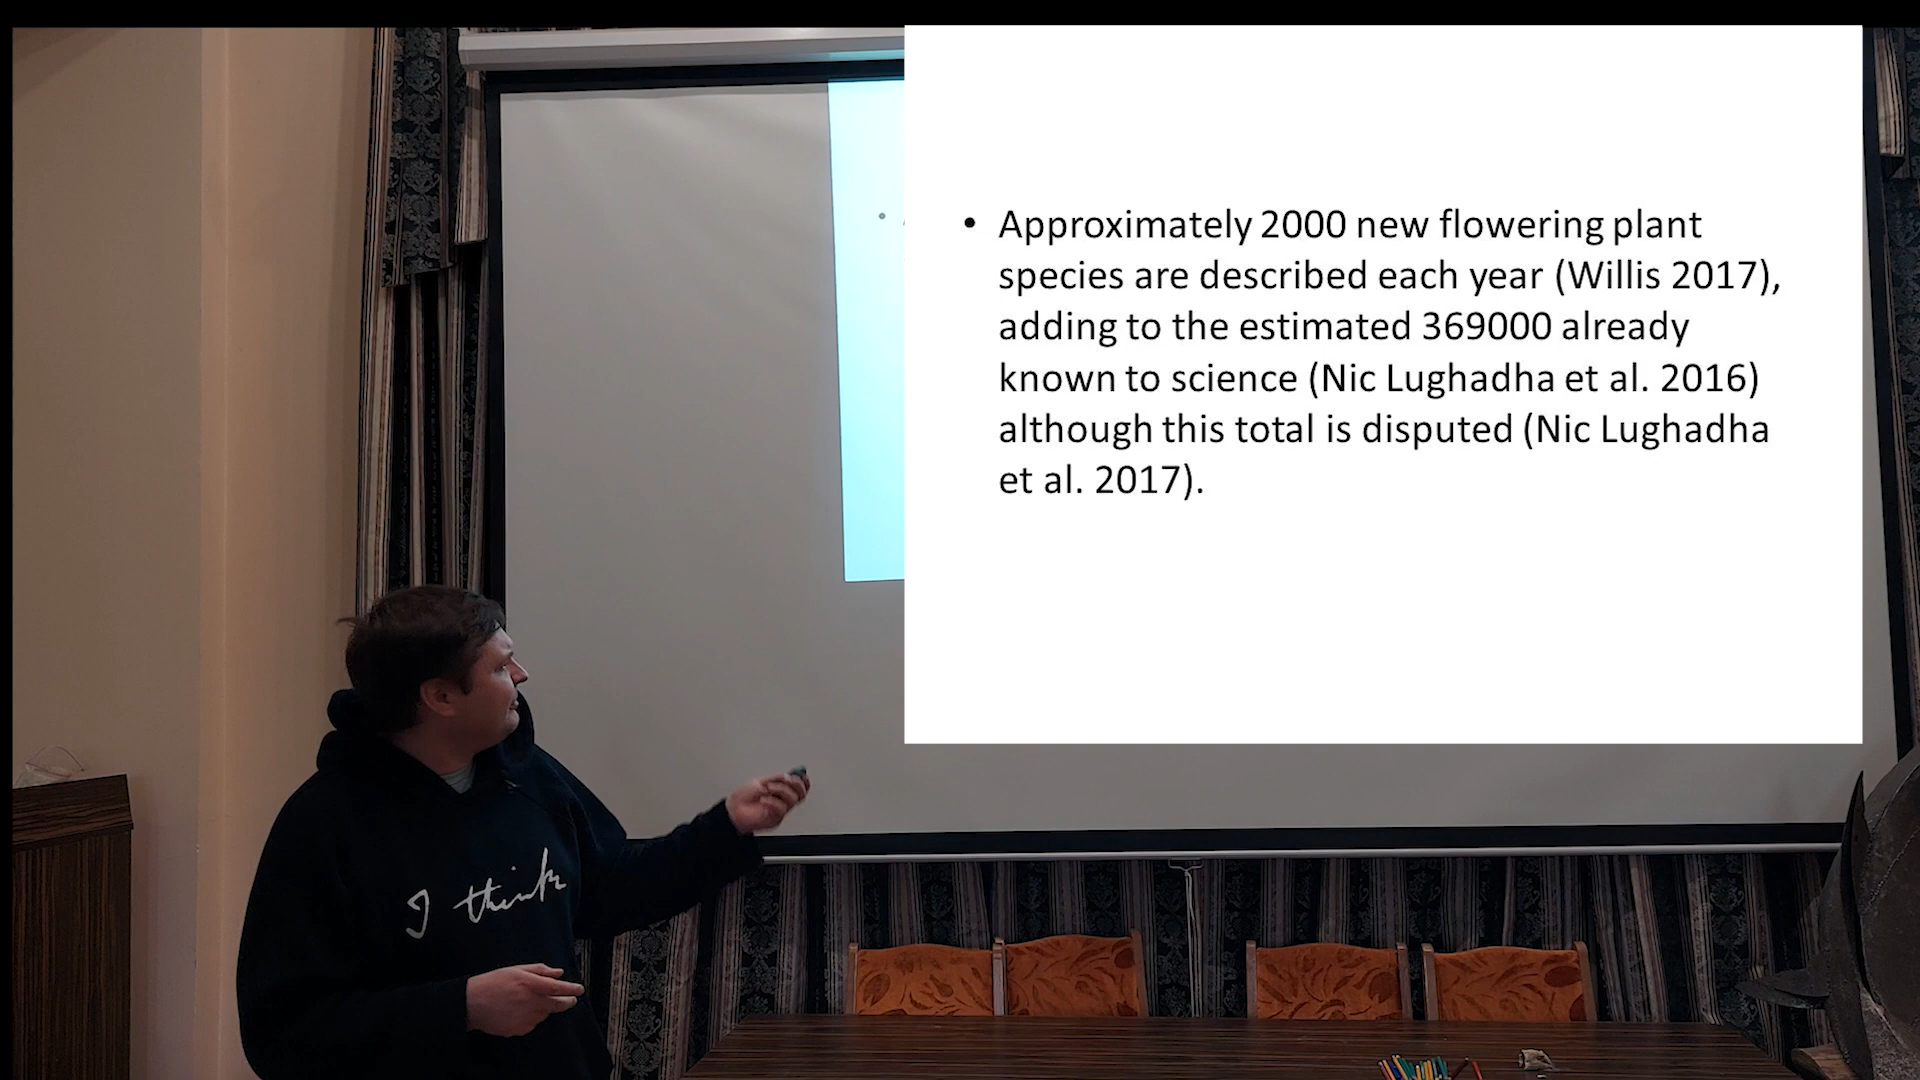 • Approximately 2000 new flowering plant
species are described each year (Willis 2017),
adding to the estimated 369000 already
known to science (Nic Lughadha et al. 2016)
although this total is disputed (Nic Lughadha
et al. 2017).
I think